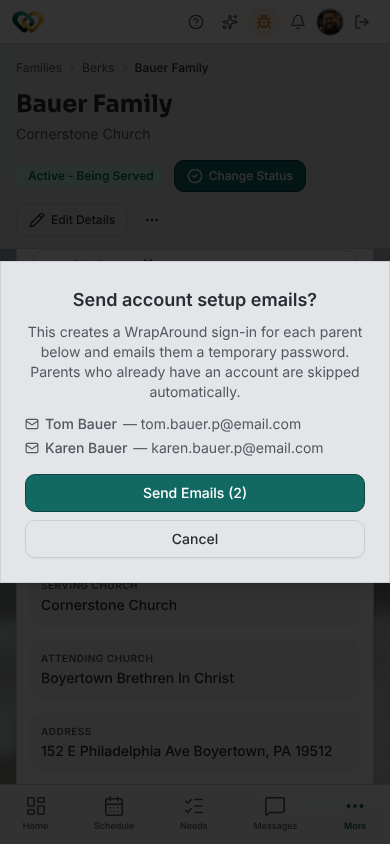 Families > Berks > Bauer Family
Bauer Family
Cornerstone Church
Active - Being Served
Change Status
Edit Details
Send account setup emails?
This creates a WrapAround sign-in for each parent
below and emails them a temporary password.
Parents who already have an account are skipped
automatically.
Tom Bauer — tom.bauer.p@email.com
Karen Bauer — karen.bauer.p@email.com
Send Emails (2)
Cancel
SERVING CHURCH
Cornerstone Church
ATTENDING CHURCH
Boyertown Brethren In Christ
ADDRESS
152 E Philadelphia Ave Boyertown, PA 19512
Home
Schedule
Needs
Messages
More